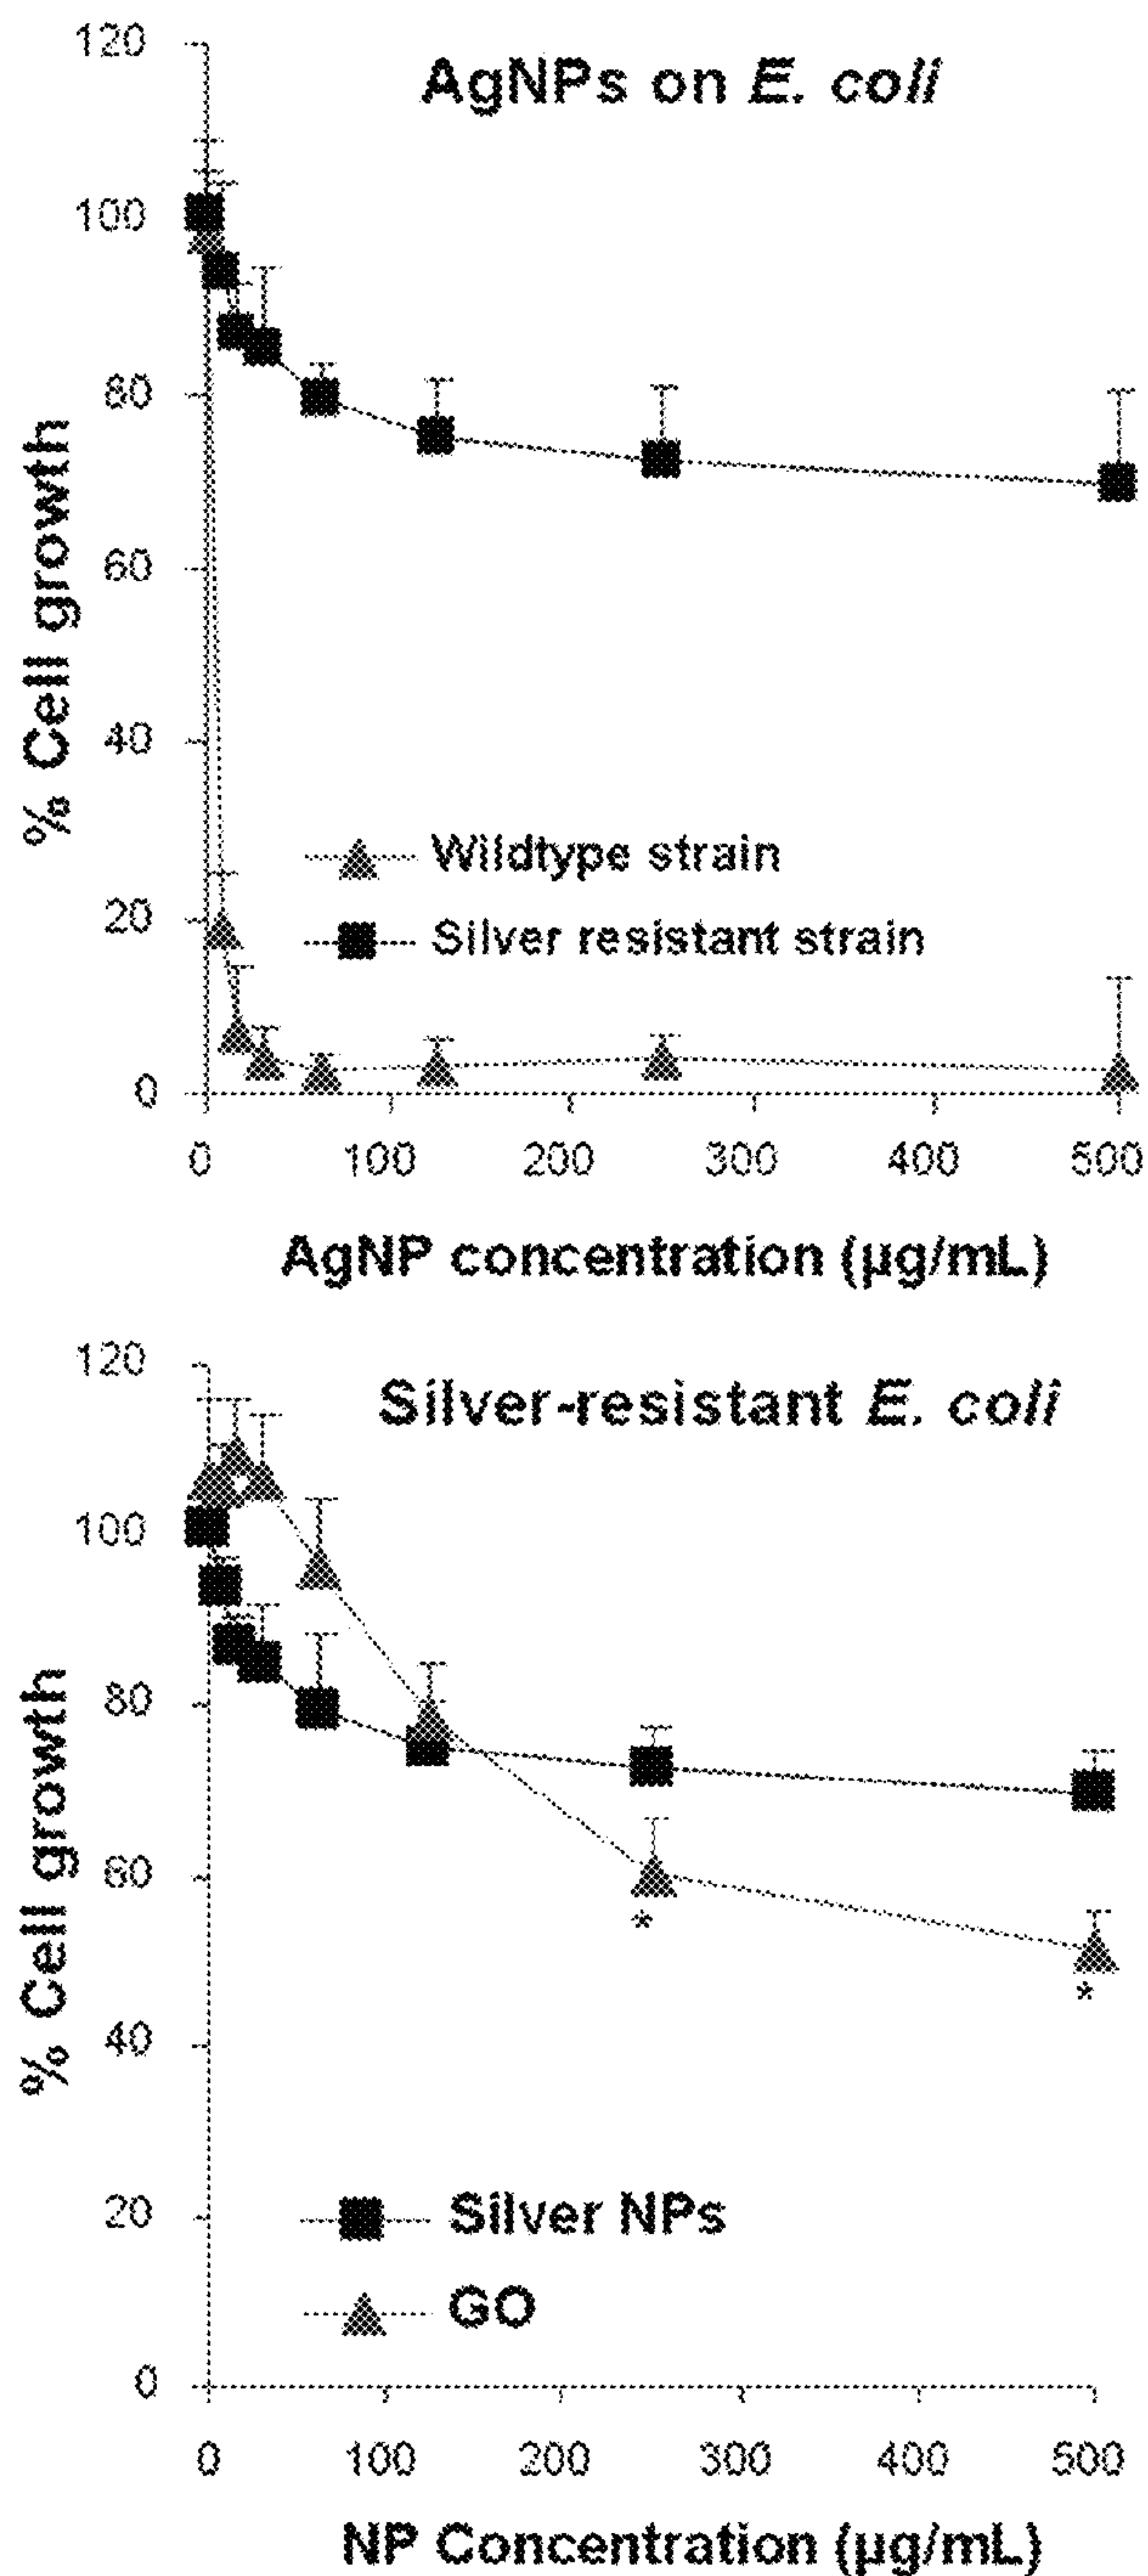 120
AgNPs on E. coli
100
80
60
40
20
0
% Cell growth
Wildtype strain
Silver resistant strain
0 100 200 300 400 500
AgNP concentration (µg/mL)
120
Silver-resistant E. coli
100
80
60
40
20
0
% Cell growth
*
*
Silver NPs
GO
0 100 200 300 400 500
NP Concentration (µg/mL)